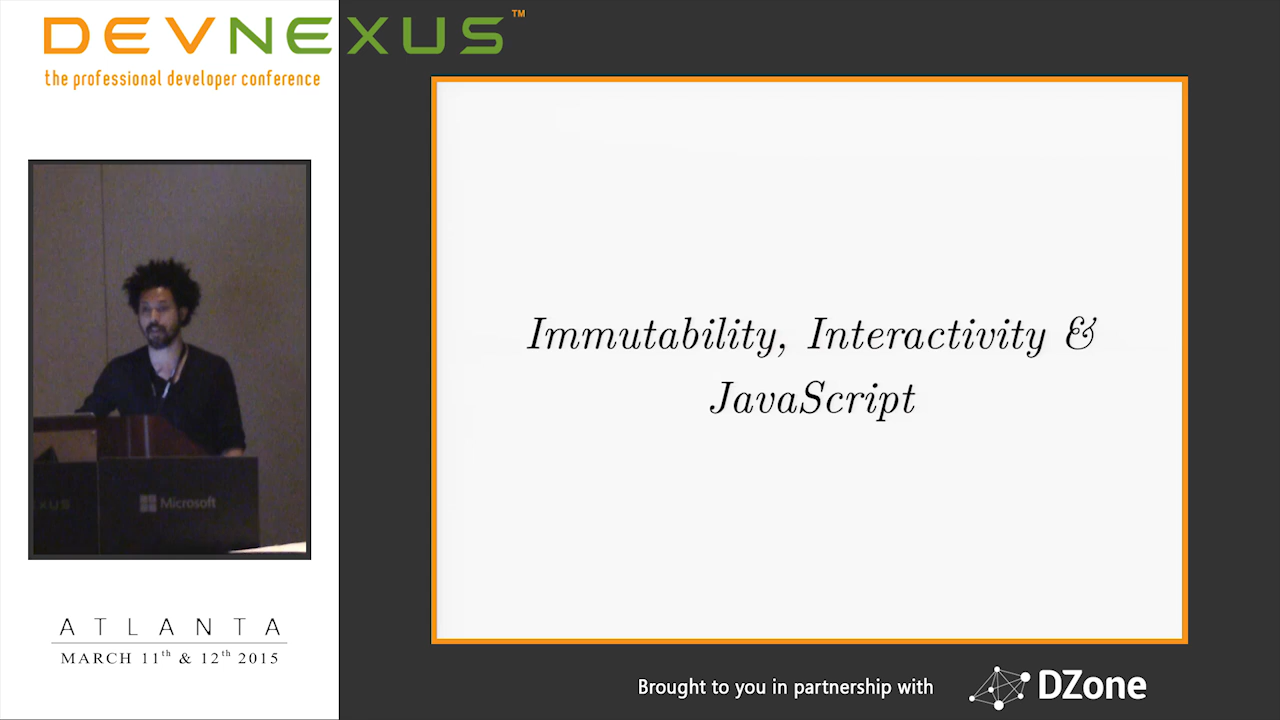 DEVNEXUS™
the professional developer conference
Immutability, Interactivity &
JavaScript
XUS
Microsoft
ATLANTA
MARCH 11th & 12th 2015
Brought to you in partnership with
DZone